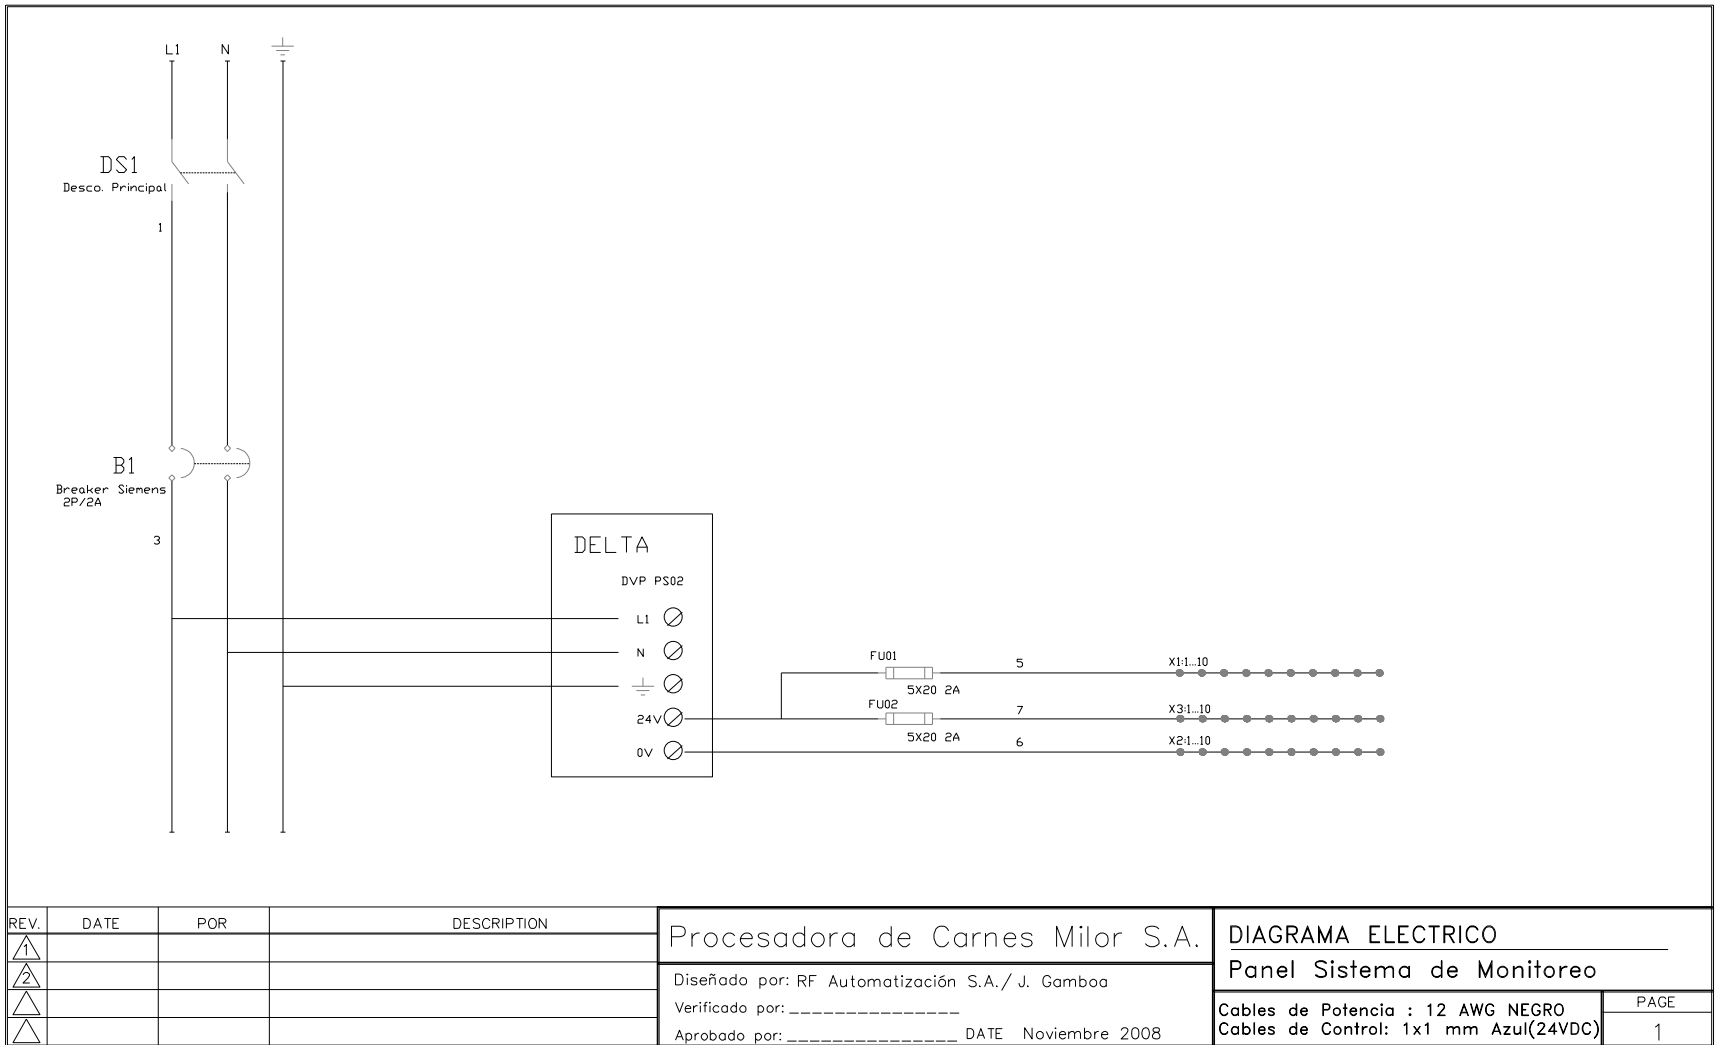 L1 N
DS1
Desco. Principal
1
B1
Breaker Siemens
2P/2A
3
DELTA
DVP PS02
L1
N
24V
0V
FU01
5X20 2A
5
X1:1...10
FU02
5X20 2A
7
X3:1...10
6
X2:1...10
REV. DATE POR DESCRIPTION
1
2
Procesadora de Carnes Milor S.A.
Diseñado por: RF Automatización S.A./ J. Gamboa
Verificado por: _______________
Aprobado por: _______________ DATE Noviembre 2008
DIAGRAMA ELECTRICO
Panel Sistema de Monitoreo
Cables de Potencia : 12 AWG NEGRO
Cables de Control: 1x1 mm Azul(24VDC)
PAGE
1